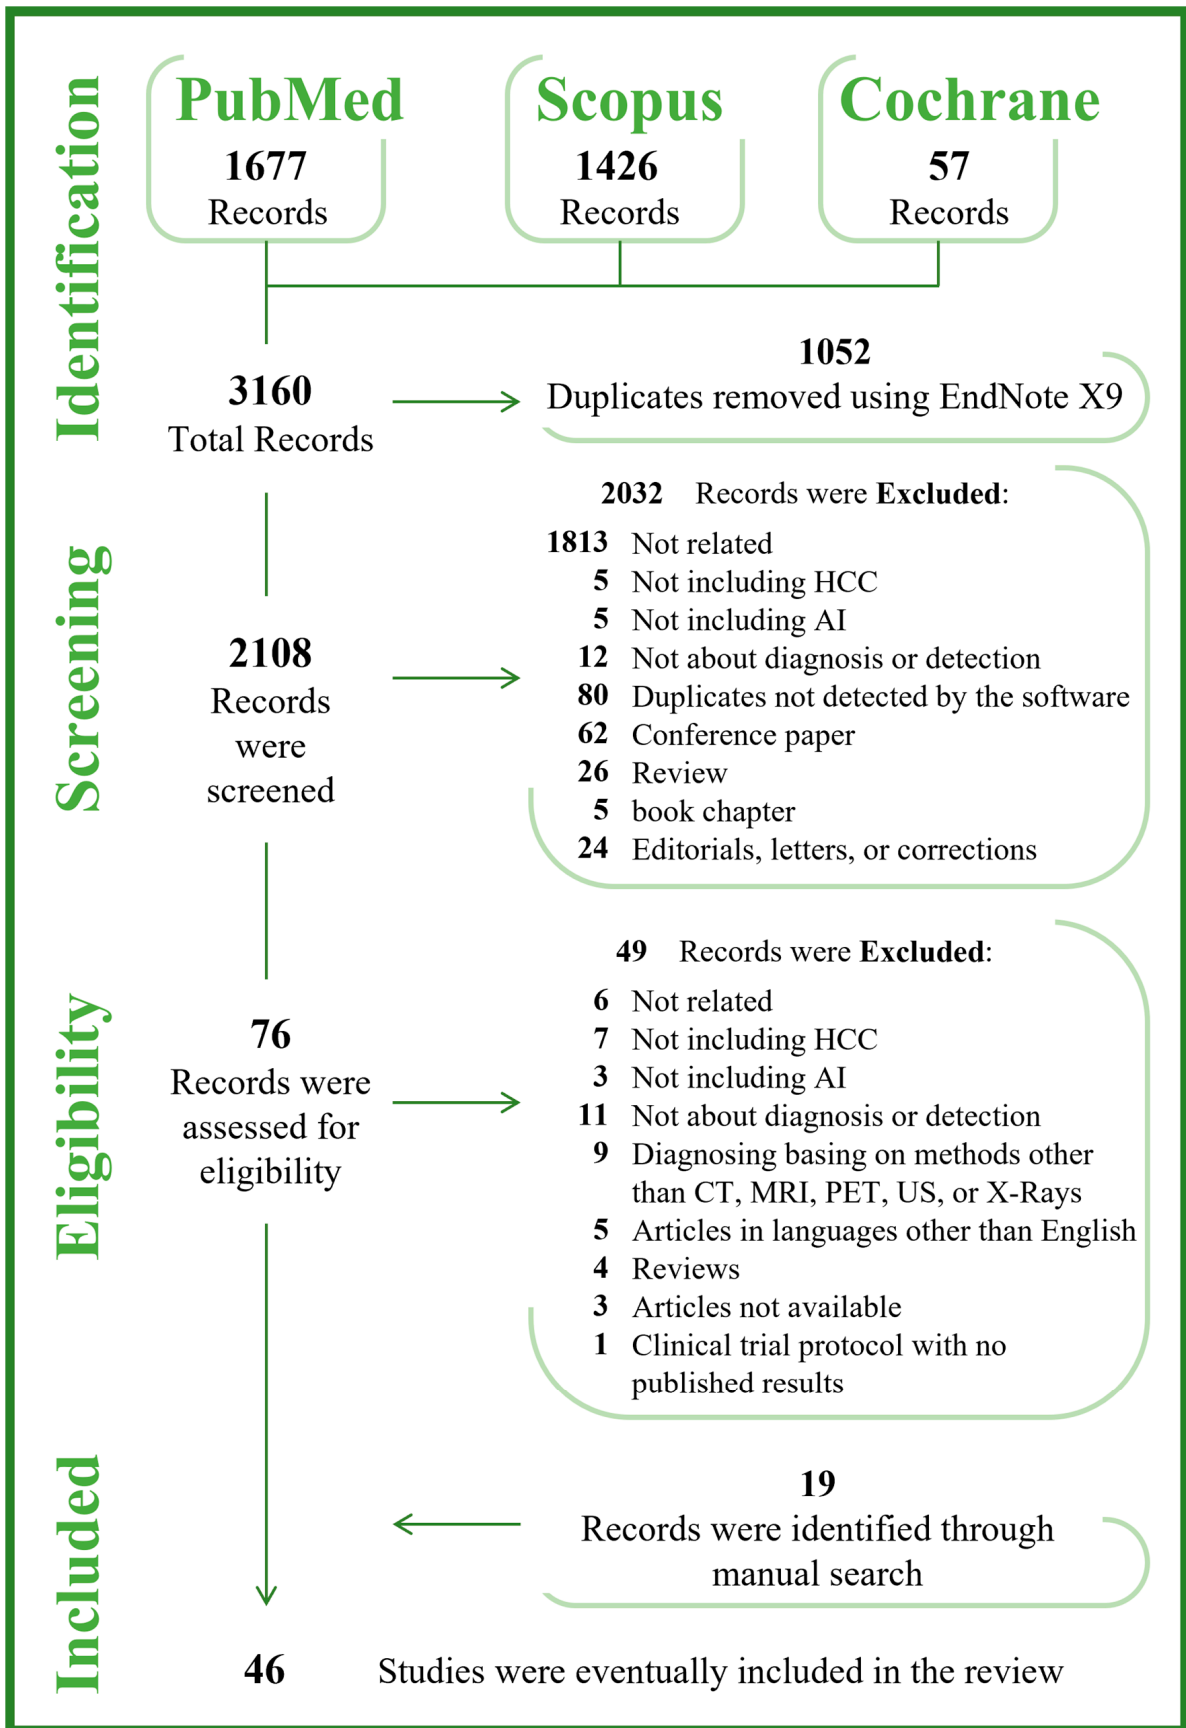 Identification
PubMed
1677
Records
Scopus
1426
Records
Cochrane
57
Records
3160
Total Records
1052
Duplicates removed using EndNote X9
Screening
2108
Records
were
screened
2032 Records were Excluded:
1813 Not related
5 Not including HCC
5 Not including AI
12 Not about diagnosis or detection
80 Duplicates not detected by the software
62 Conference paper
26 Review
5 book chapter
24 Editorials, letters, or corrections
Eligibility
76
Records were
assessed for
eligibility
49 Records were Excluded:
6 Not related
7 Not including HCC
3 Not including AI
11 Not about diagnosis or detection
9 Diagnosing basing on methods other
than CT, MRI, PET, US, or X-Rays
5 Articles in languages other than English
4 Reviews
3 Articles not available
1 Clinical trial protocol with no
published results
Included
19
Records were identified through
manual search
46 Studies were eventually included in the review